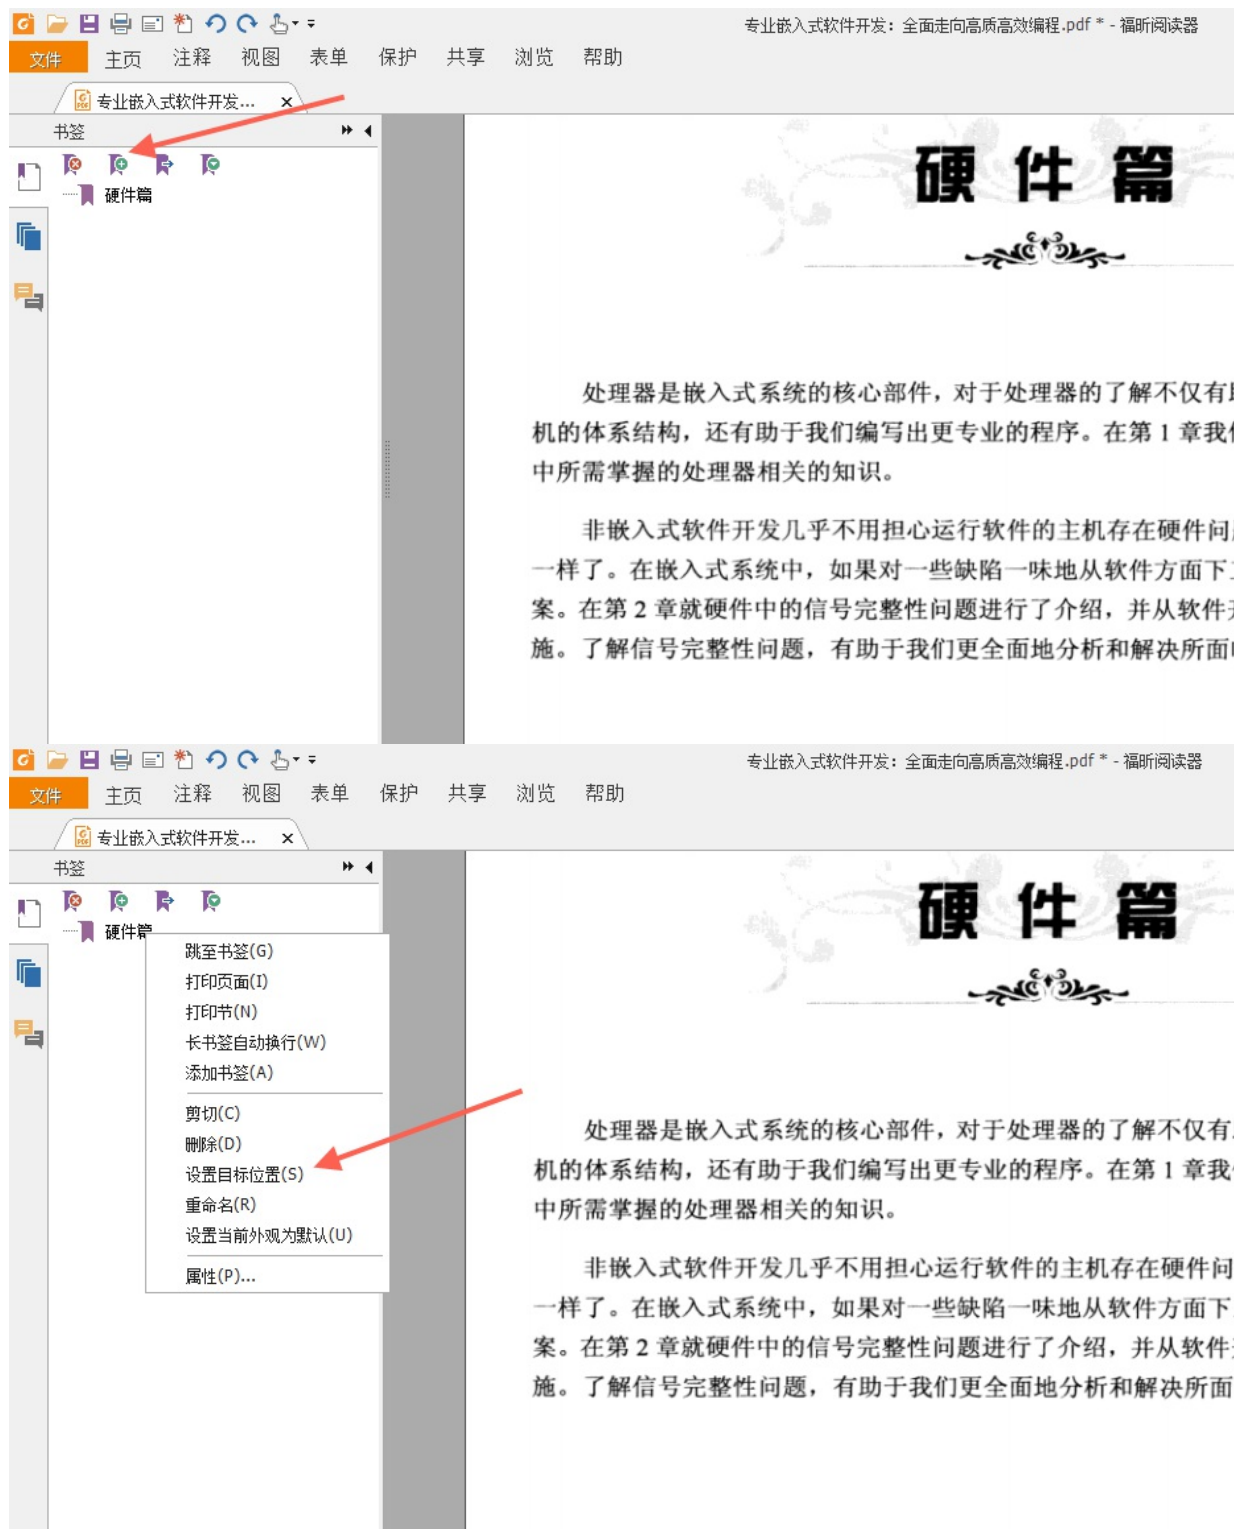 专业嵌入式软件开发：全面走向高质高效编程.pdf * - 福昕阅读器
文件 主页 注释 视图 表单 保护 共享 浏览 帮助
专业嵌入式软件开发... ×
书签
硬件篇
硬件篇
处理器是嵌入式系统的核心部件，对于处理器的了解不仅有
机的体系结构，还有助于我们编写出更专业的程序。在第 1 章我
中所需掌握的处理器相关的知识。
非嵌入式软件开发几乎不用担心运行软件的主机存在硬件问
一样了。在嵌入式系统中，如果对一些缺陷一味地从软件方面下
案。在第 2 章就硬件中的信号完整性问题进行了介绍，并从软件
施。了解信号完整性问题，有助于我们更全面地分析和解决所面
专业嵌入式软件开发：全面走向高质高效编程.pdf * - 福昕阅读器
文件 主页 注释 视图 表单 保护 共享 浏览 帮助
专业嵌入式软件开发... ×
书签
硬件篇
跳至书签(G)
打印页面(I)
打印节(N)
长书签自动换行(W)
添加书签(A)
剪切(C)
删除(D)
设置目标位置(S)
重命名(R)
设置当前外观为默认(U)
属性(P)...
硬件篇
处理器是嵌入式系统的核心部件，对于处理器的了解不仅有
机的体系结构，还有助于我们编写出更专业的程序。在第 1 章我
中所需掌握的处理器相关的知识。
非嵌入式软件开发几乎不用担心运行软件的主机存在硬件问
一样了。在嵌入式系统中，如果对一些缺陷一味地从软件方面下
案。在第 2 章就硬件中的信号完整性问题进行了介绍，并从软件
施。了解信号完整性问题，有助于我们更全面地分析和解决所面